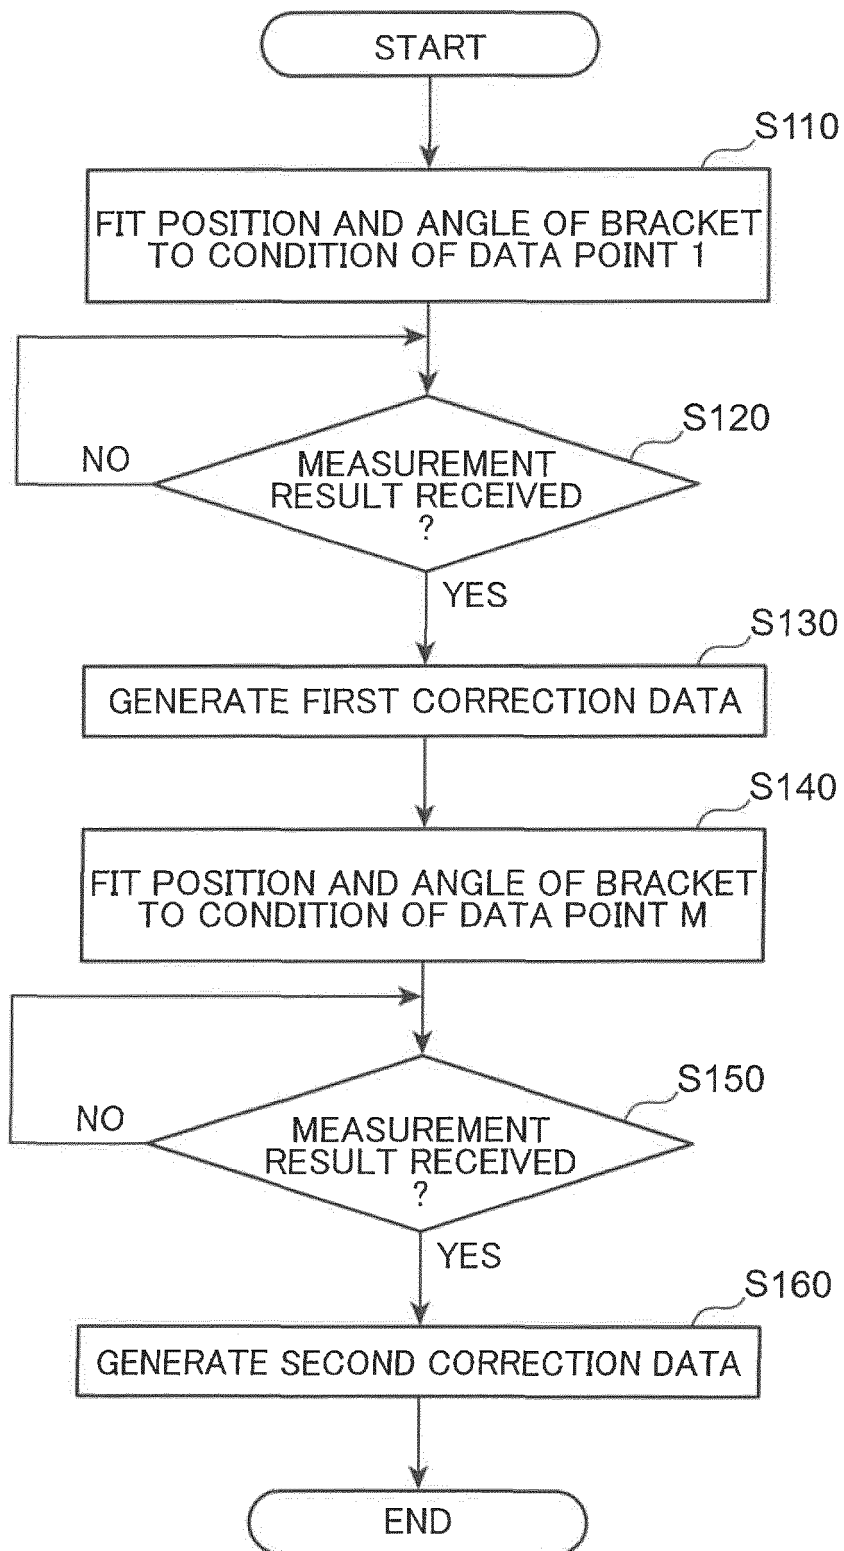 START
S110
FIT POSITION AND ANGLE OF BRACKET
TO CONDITION OF DATA POINT 1
S120
NO
MEASUREMENT
RESULT RECEIVED
?
YES
S130
GENERATE FIRST CORRECTION DATA
S140
FIT POSITION AND ANGLE OF BRACKET
TO CONDITION OF DATA POINT M
S150
NO
MEASUREMENT
RESULT RECEIVED
?
YES
S160
GENERATE SECOND CORRECTION DATA
END